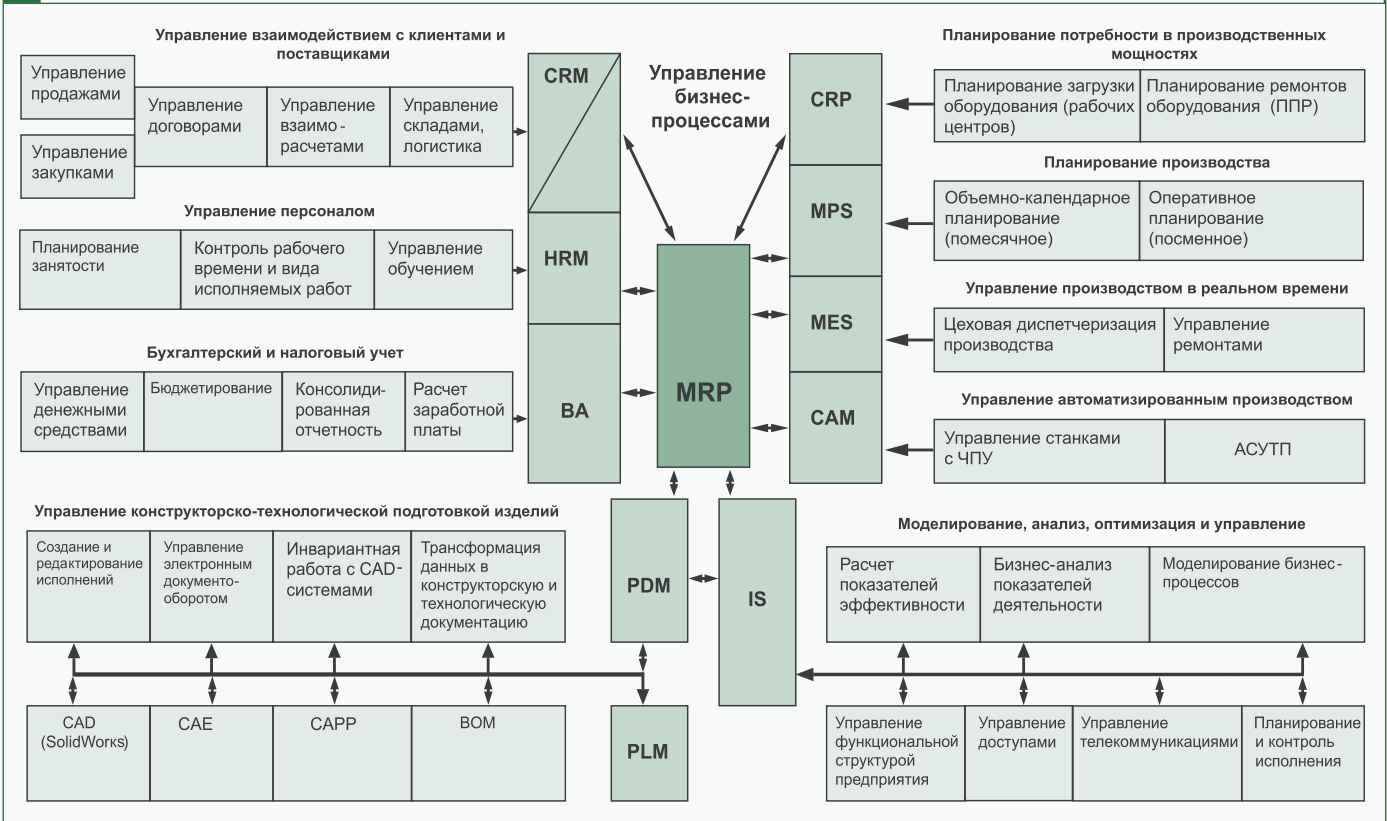 Управление взаимодействием с клиентами и
поставщиками
Управление
продажами
Управление
закупками
Управление
договорами
Управление
взаимо-
расчетами
Управление
складами,
логистика
Управление персоналом
Планирование
занятости
Контроль рабочего
времени и вида
исполняемых работ
Управление
обучением
Бухгалтерский и налоговый учет
Управление
денежными
средствами
Бюджетирование
Консолиди-
рованная
отчетность
Расчет
заработной
платы
CRM
HRM
BA
Управление
бизнес-
процессами
MRP
CRP
MPS
MES
CAM
Планирование потребности в производственных
мощностях
Планирование загрузки
оборудования (рабочих
центров)
Планирование ремонтов
оборудования (ППР)
Планирование производства
Объемно-календарное
планирование
(помесячное)
Оперативное
планирование
(посменное)
Управление производством в реальном времени
Цеховая диспетчеризация
производства
Управление
ремонтами
Управление автоматизированным производством
Управление станками
с ЧПУ
АСУТП
Управление конструкторско-технологической подготовкой изделий
Создание и
редактирование
исполнений
Управление
электронным
документо-
оборотом
Инвариантная
работа с CAD-
системами
Трансформация
данных в
конструкторскую и
технологическую
документацию
CAD
(SolidWorкs)
CAE
CAPP
BOM
PDM
PLM
IS
Моделирование, анализ, оптимизация и управление
Расчет
показателей
эффективности
Бизнес-анализ
показателей
деятельности
Моделирование бизнес-
процессов
Управление
функциональной
структурой
предприятия
Управление
доступами
Управление
телекоммуникациями
Планирование
и контроль
исполнения